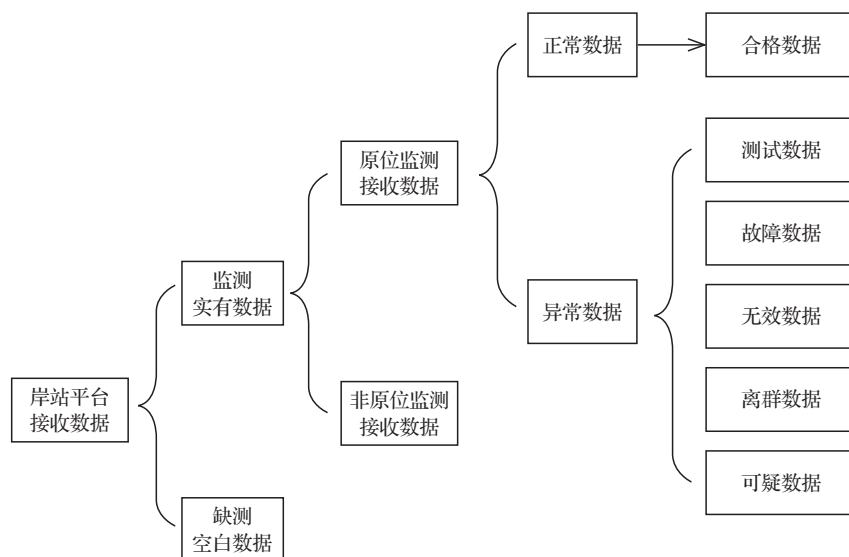 正常数据
合格数据
测试数据
原位监测
接收数据
故障数据
监测
实有数据
异常数据
无效数据
岸站平台
接收数据
非原位监测
接收数据
离群数据
可疑数据
缺测
空白数据